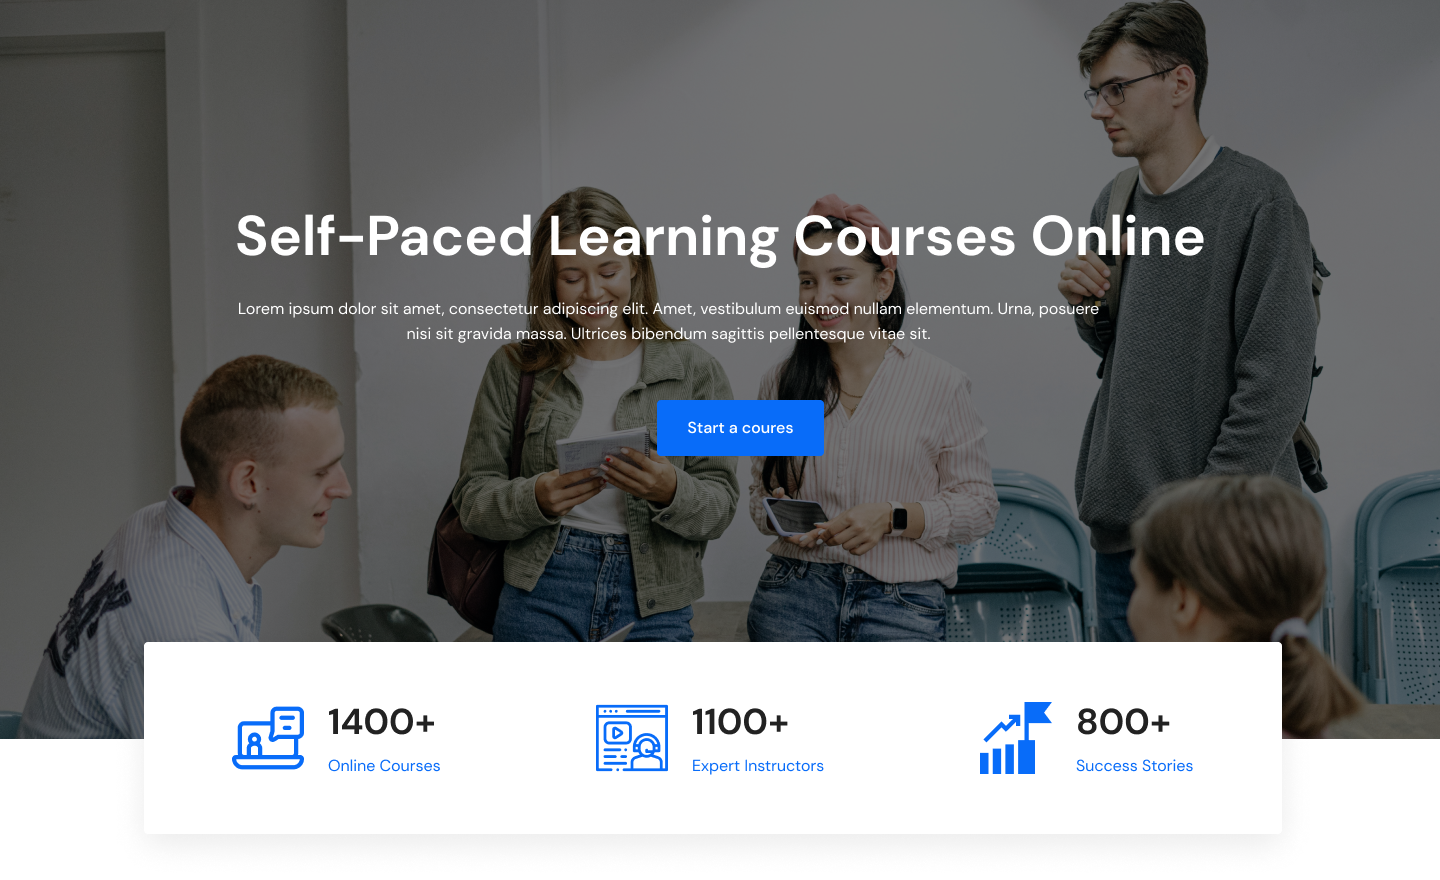 Self-Paced Learning Courses Online
Lorem ipsum dolor sit amet, consectetur adipiscing elit. Amet, vestibulum euismod nullam elementum. Urna, posuere
nisi sit gravida massa. Ultrices bibendum sagittis pellentesque vitae sit.
Start a coures
1400+
Online Courses
1100+
Expert Instructors
800+
Success Stories